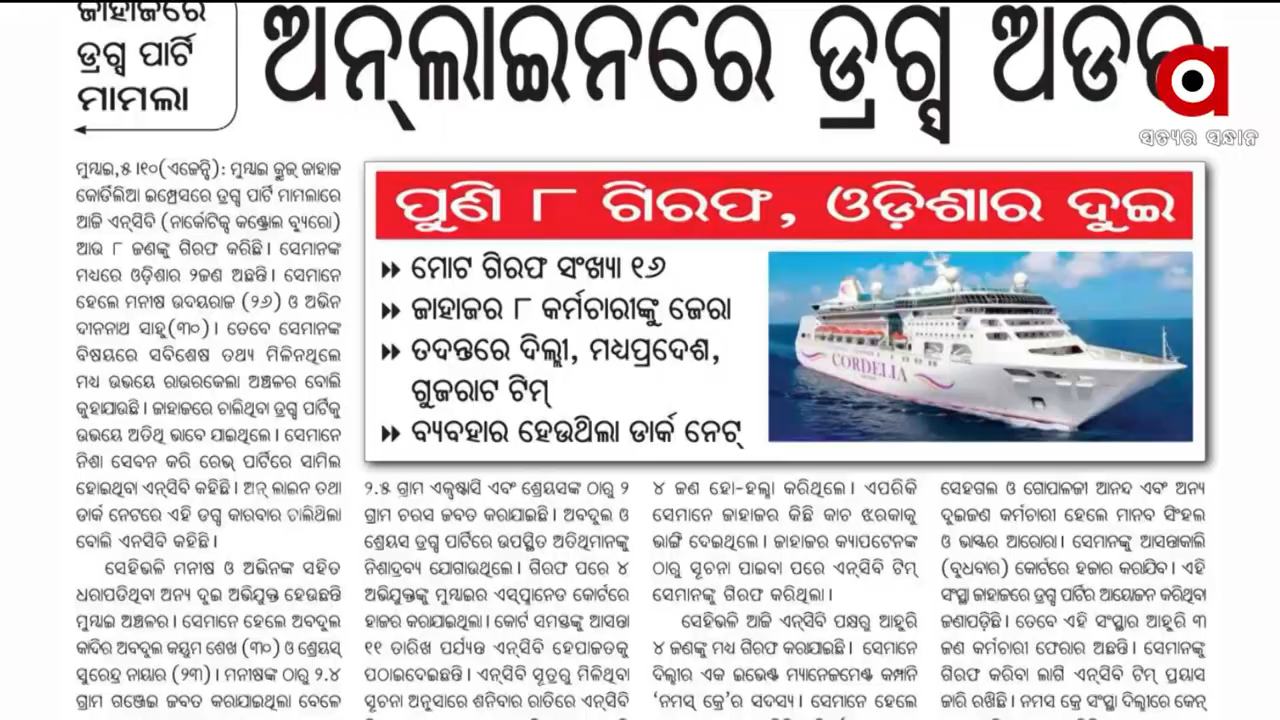 ଜାହାଜରେ
ଡ୍ରଗ୍ସ ପାର୍ଟି
ମାମଲା
ଅନ୍‌ଲାଇନରେ ଡ୍ରଗ୍ସ
ସତ୍ୟର ସନ୍ଧାନ
ପୁଣି ୮ ଗିରଫ, ଓଡ଼ିଶାର ଦୁଇ
ମୋଟ ଗିରଫ ସଂଖ୍ୟା ୧୬
ଜାହାଜର ୮ କର୍ମଚାରୀଙ୍କୁ ଜେରା
ତଦନ୍ତରେ ଦିଲ୍ଲୀ, ମଧ୍ୟପ୍ରଦେଶ,
ଗୁଜରାଟ ଟିମ୍
ବ୍ୟବହାର ହେଉଥିଲା ଡାର୍କ ନେଟ୍
CORDELIA
ମୁମ୍ବାଇ,୫।୧୦(ଏଜେନ୍ସି): ମୁମ୍ବାଇ କ୍ରୁଜ୍ ଜାହାଜ
କୋର୍ଡିଲିଆ ଇମ୍ପ୍ରେସରେ ଡ୍ରଗ୍ସ ପାର୍ଟି ମାମଲାରେ
ଆଜି ଏନ୍‌ସିବି (ନାର୍କୋଟିକ୍ସ କଣ୍ଟ୍ରୋଲ ବ୍ୟୁରୋ)
ଆଉ ୮ ଜଣଙ୍କୁ ଗିରଫ କରିଛି। ସେମାନଙ୍କ
ମଧ୍ୟରେ ଓଡ଼ିଶାର ୨ଜଣ ଅଛନ୍ତି। ସେମାନେ
ହେଲେ ମନୀଷ ଉଦୟରାଜ (୨୬) ଓ ଅଭିନ
ଦୀନନାଥ ସାହୁ(୩୦)। ତେବେ ସେମାନଙ୍କ
ବିଷୟରେ ସବିଶେଷ ତଥ୍ୟ ମିଳିନଥିଲେ
ମଧ୍ୟ ଉଭୟେ ରାଉରକେଲା ଅଞ୍ଚଳର ବୋଲି
କୁହାଯାଉଛି। ଜାହାଜରେ ଚାଲିଥିବା ଡ୍ରଗ୍ସ ପାର୍ଟିକୁ
ଉଭୟେ ଅତିଥି ଭାବେ ଯାଇଥିଲେ। ସେମାନେ
ନିଶା ସେବନ କରି ରେଭ୍ ପାର୍ଟିରେ ସାମିଲ
ହୋଇଥିବା ଏନ୍‌ସିବି କହିଛି। ଅନ୍ ଲାଇନ ତଥା
ଡାର୍କ ନେଟରେ ଏହି ଡ୍ରଗ୍ସ କାରବାର ଚାଲିଥିଲା
ବୋଲି ଏନସିବି କହିଛି।
ସେହିଭଳି ମନୀଷ ଓ ଅଭିନଙ୍କ ସହିତ
ଧରାପଡିଥିବା ଅନ୍ୟ ଦୁଇ ଅଭିଯୁକ୍ତ ହେଉଛନ୍ତି
ମୁମ୍ବାଇ ଅଞ୍ଚଳର। ସେମାନେ ହେଲେ ଅବଦୁଲ
କାଦିର ଅବଦୁଲ କୟୁମ ଶେଖ (୩୦) ଓ ଶ୍ରେୟସ୍
ସୁରେନ୍ଦ୍ର ନାୟାର (୨୩)। ମନୀଷଙ୍କ ଠାରୁ ୨.୪
ଗ୍ରାମ ଗଞ୍ଜେଇ ଜବତ କରାଯାଇଥିଲା ବେଳେ
୨.୫ ଗ୍ରାମ ଏକ୍ସଷ୍ଟାସି ଏବଂ ଶ୍ରେୟସଙ୍କ ଠାରୁ ୨
ଗ୍ରାମ ଚରସ ଜବତ କରାଯାଇଛି। ଅବଦୁଲ ଓ
ଶ୍ରେୟସ ଡ୍ରଗ୍ସ ପାର୍ଟିରେ ଉପସ୍ଥିତ ଅତିଥିମାନଙ୍କୁ
ନିଶାଦ୍ରବ୍ୟ ଯୋଗାଉଥିଲେ। ଗିରଫ ପରେ ୪
ଅଭିଯୁକ୍ତଙ୍କୁ ମୁମ୍ବାଇର ଏସ୍‌ପ୍ଲାନେଡ କୋର୍ଟରେ
ହାଜର କରାଯାଇଥିଲା। କୋର୍ଟ ସମସ୍ତଙ୍କୁ ଆସନ୍ତା
୧୧ ତାରିଖ ପର୍ଯ୍ୟନ୍ତ ଏନ୍‌ସିବି ହେପାଜତକୁ
ପଠାଇଦେଇଛନ୍ତି। ଏନ୍‌ସିବି ସୂତ୍ରରୁ ମିଳିଥିବା
ସୂଚନା ଅନୁସାରେ ଶନିବାର ରାତିରେ ଏନ୍‌ସିବି
୪ ଜଣ ହୋ-ହଲ୍ଲା କରିଥିଲେ। ଏପରିକି
ସେମାନେ ଜାହାଜର କିଛି କାଚ ଝରକାକୁ
ଭାଙ୍ଗି ଦେଇଥିଲେ। ଜାହାଜର କ୍ୟାପଟେନଙ୍କ
ଠାରୁ ସୂଚନା ପାଇବା ପରେ ଏନ୍‌ସିବି ଟିମ୍
ସେମାନଙ୍କୁ ଗିରଫ କରିଥିଲା।
ସେହିଭଳି ଆଜି ଏନ୍‌ସିବି ପକ୍ଷରୁ ଆହୁରି
୪ ଜଣଙ୍କୁ ମଧ୍ୟ ଗିରଫ କରାଯାଇଛି। ସେମାନେ
ଦିଲ୍ଲୀର ଏକ ଇଭେଣ୍ଟ ମ୍ୟାନେଜମେଣ୍ଟ କମ୍ପାନି
‘ନମସ୍ କ୍ରେ’ର ସଦସ୍ୟ। ସେମାନେ ହେଲେ
ସେହଗଲ ଓ ଗୋପାଳଜୀ ଆନନ୍ଦ ଏବଂ ଅନ୍ୟ
ଦୁଇଜଣ କର୍ମଚାରୀ ହେଲେ ମାନବ ସିଂହଲ
ଓ ଭାସ୍କର ଆରୋରା। ସେମାନଙ୍କୁ ଆସନ୍ତାକାଲି
(ବୁଧବାର) କୋର୍ଟରେ ହଜାର କରାଯିବ। ଏହି
ସଂସ୍ଥା ଜାହାଜରେ ଡ୍ରଗ୍ସ ପାର୍ଟିର ଆୟୋଜନ କରିଥିବା
ଜଣାପଡ଼ିଛି। ତେବେ ଏହି ସଂସ୍ଥାର ଆହୁରି ୩
ଜଣ କର୍ମଚାରୀ ଫେରାର ଅଛନ୍ତି। ସେମାନଙ୍କୁ
ଗିରଫ କରିବା ଲାଗି ଏନ୍‌ସିବି ଟିମ୍ ପ୍ରୟାସ
ଜାରି ରଖିଛି। ନମସ କ୍ରେ ସଂସ୍ଥା ଦିଲ୍ଲୀରେ କେନ୍